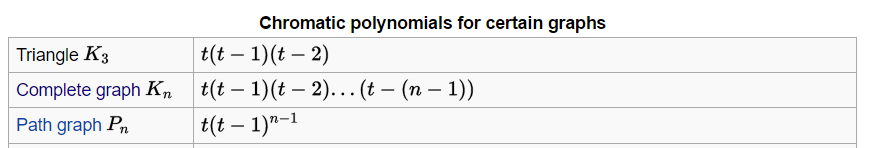 Chromatic polynomials for certain graphs
Triangle K₃ t(t − 1)(t − 2)
Complete graph Kₙ t(t − 1)(t − 2)...(t − (n − 1))
Path graph Pₙ t(t − 1)ⁿ⁻¹